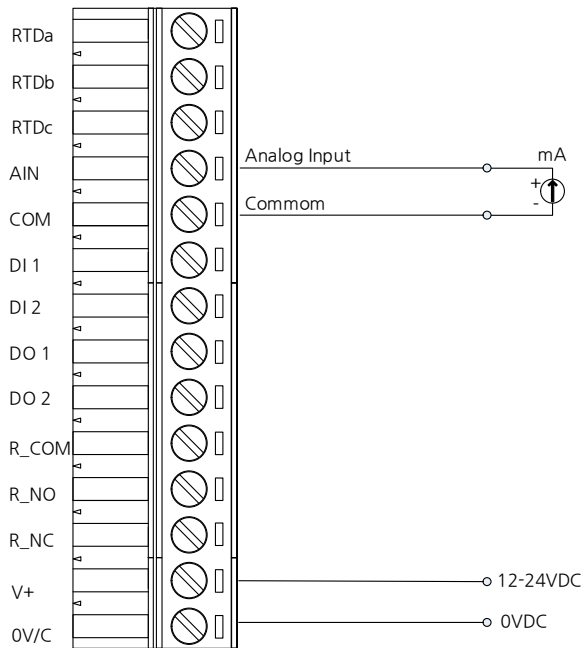 RTDa
RTDb
RTDc
AIN
COM
DI 1
DI 2
DO 1
DO 2
R_COM
R_NO
R_NC
V+
0V/C
Analog Input
Commom
mA
+
-
12-24VDC
0VDC